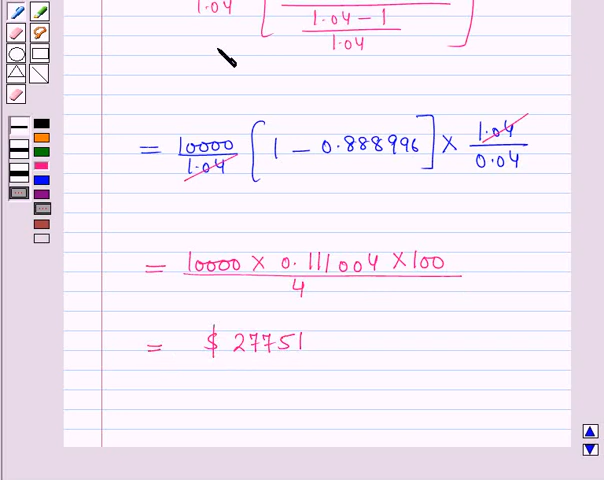 1.04 [ 1.04 - 1 / 1.04 ]
= 10000/1.04 [ 1 - 0.888996 ] × 1.04/0.04
= 10000 × 0.111004 × 100 / 4
= $ 27751